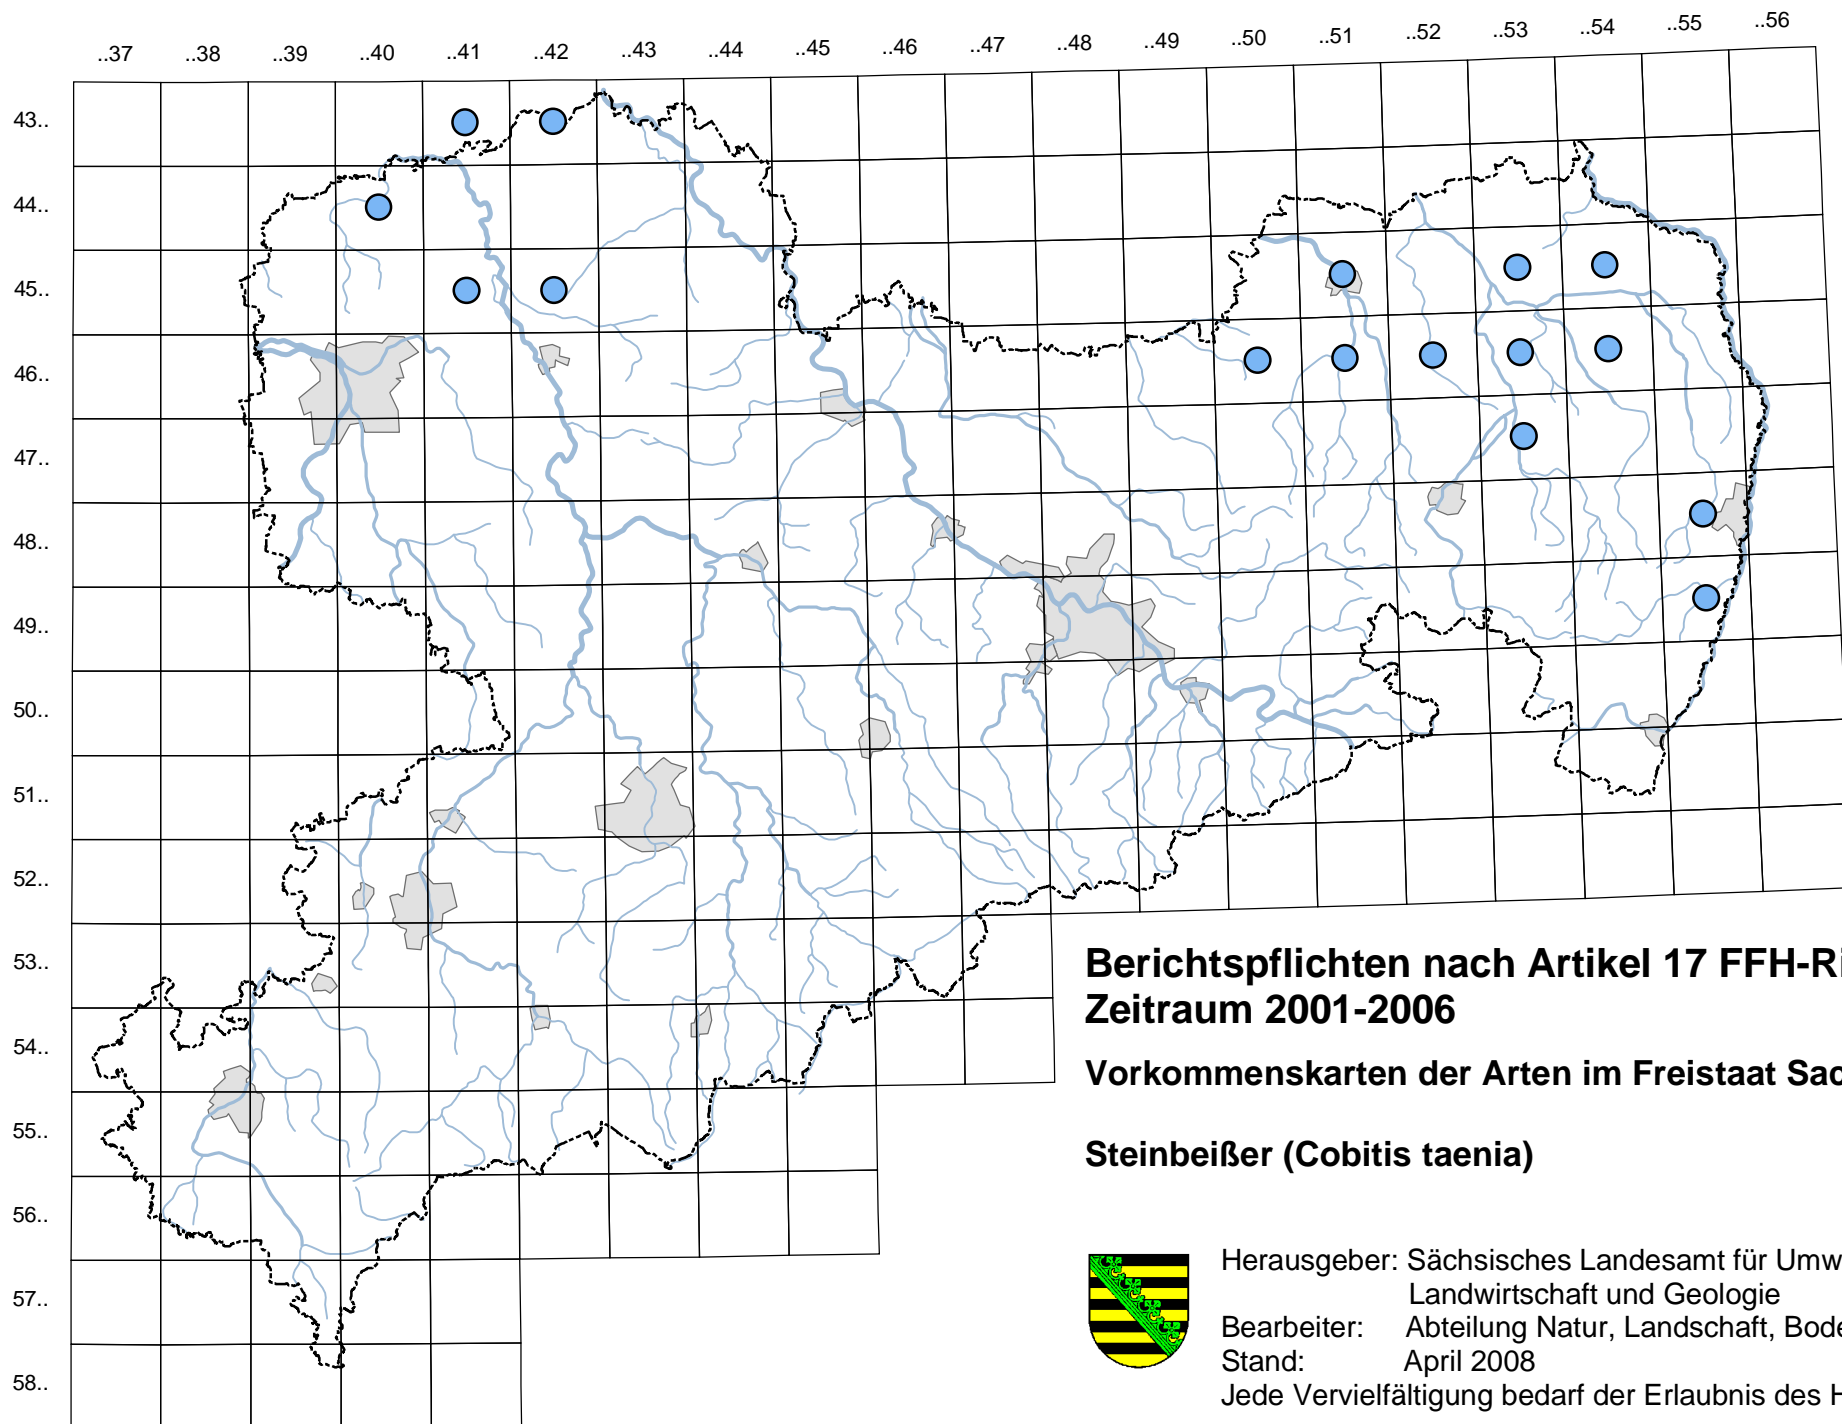 ..37 ..38 ..39 ..40 ..41 ..42 ..43 ..44 ..45 ..46 ..47 ..48 ..49 ..50 ..51 ..52 ..53 ..54 ..55 ..56
43..
44..
45..
46..
47..
48..
49..
50..
51..
52..
53..
54..
55..
56..
57..
58..
Berichtspflichten nach Artikel 17 FFH-Ri
Zeitraum 2001-2006
Vorkommenskarten der Arten im Freistaat Sac
Steinbeißer (Cobitis taenia)
Herausgeber: Sächsisches Landesamt für Umw
Landwirtschaft und Geologie
Bearbeiter: Abteilung Natur, Landschaft, Bode
Stand: April 2008
Jede Vervielfältigung bedarf der Erlaubnis des H